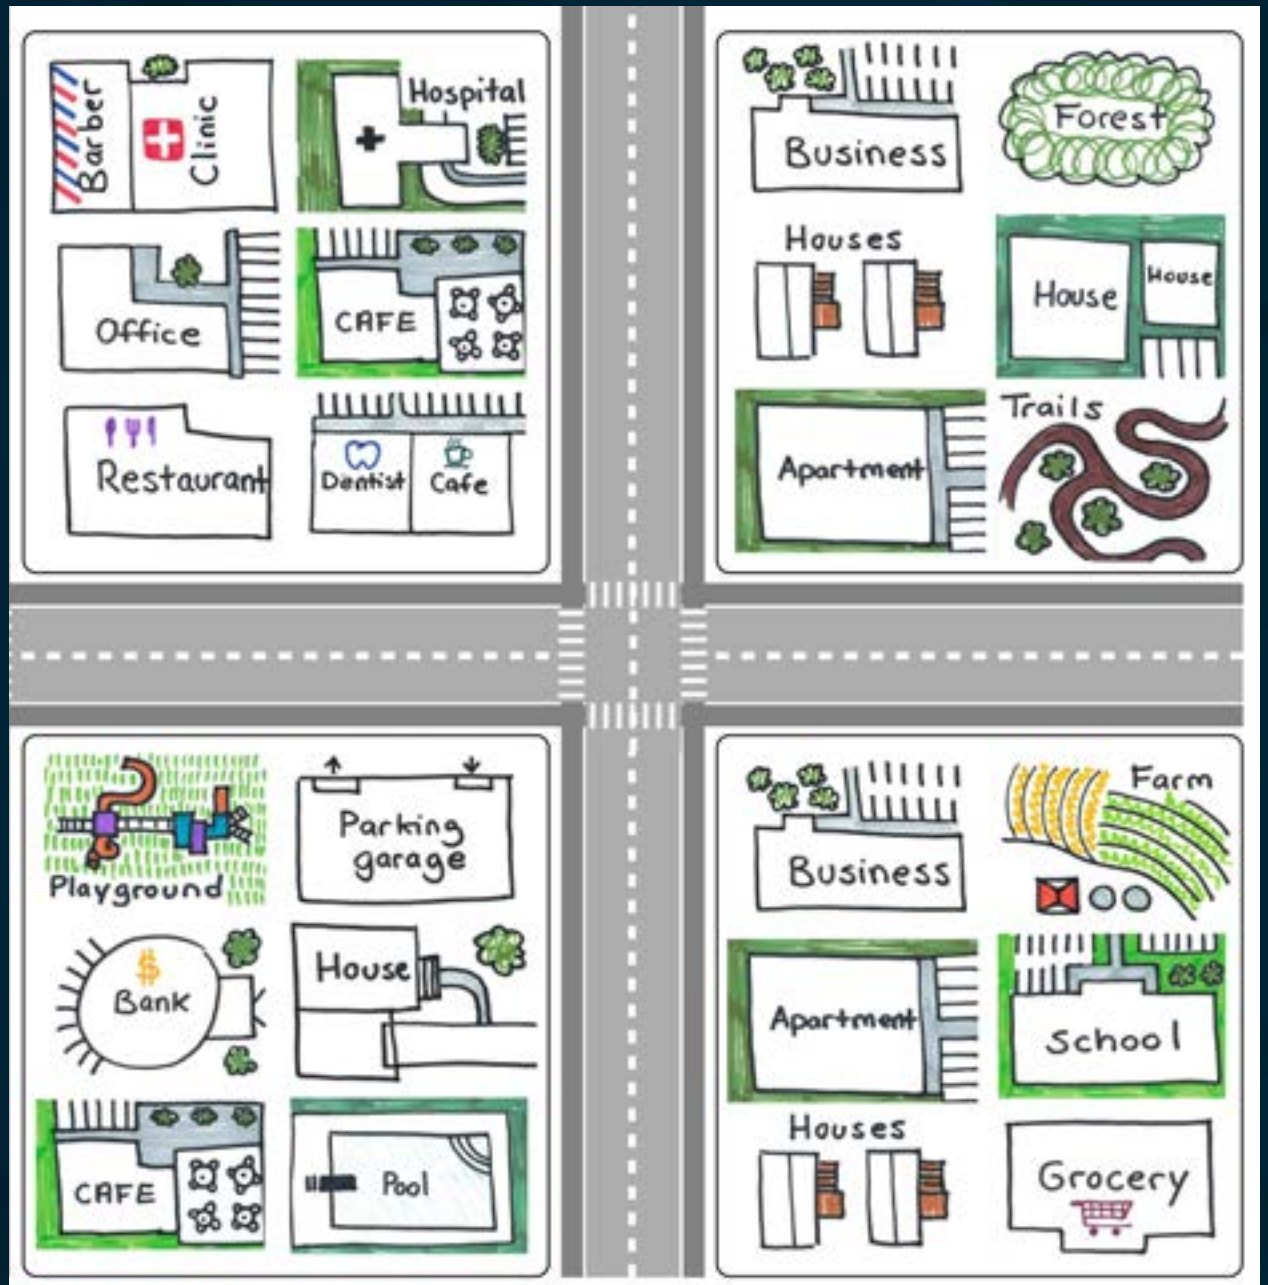 Barber
Clinic
Hospital
Office
CAFE
Restaurant
Dentist
Cafe
Business
Forest
Houses
House
House
Apartment
Trails
Playground
Parking
garage
$
Bank
House
CAFE
Pool
Business
Farm
Apartment
School
Houses
Grocery